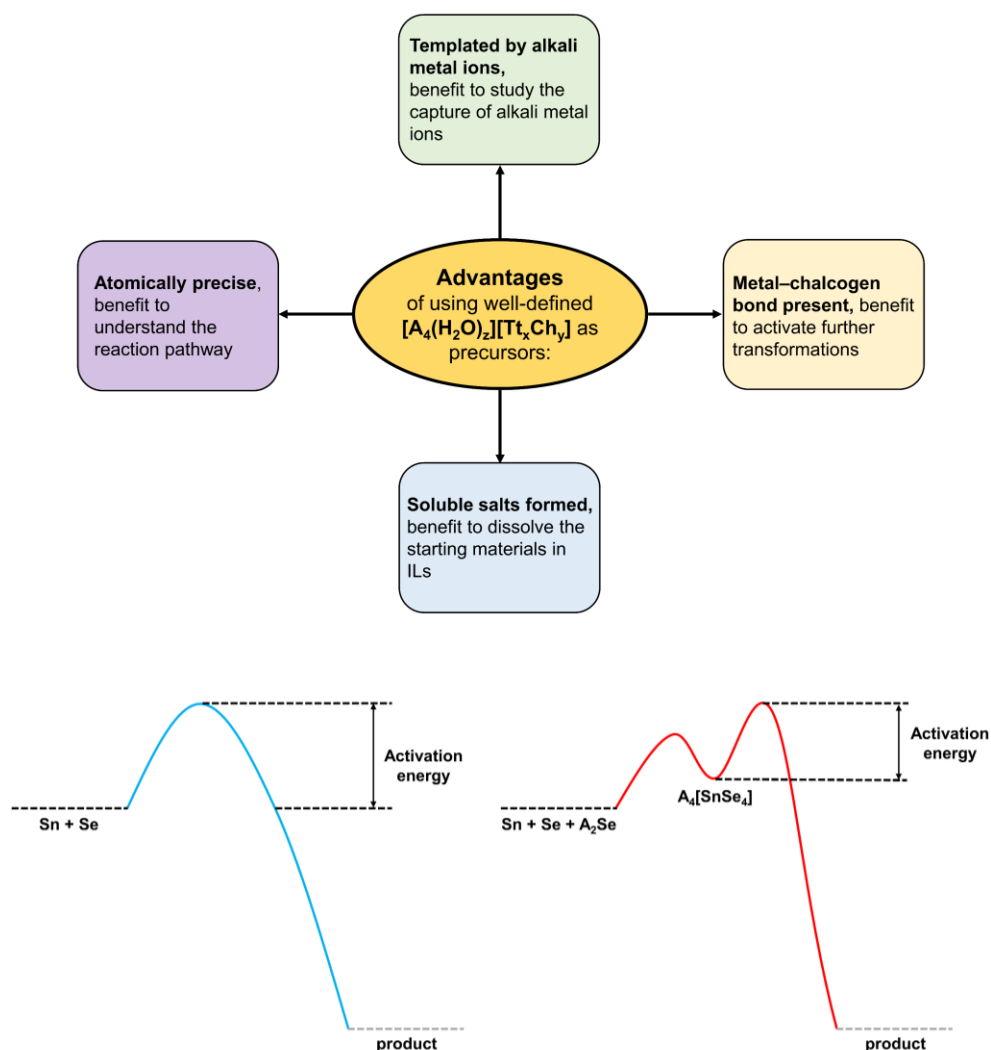 Templated by alkali
metal ions,
benefit to study the
capture of alkali metal
ions
Atomically precise,
benefit to
understand the
reaction pathway
Advantages
of using well-defined
[A₄(H₂O)z][TtₓChᵧ] as
precursors:
Metal–chalcogen
bond present, benefit
to activate further
transformations
Soluble salts formed,
benefit to dissolve the
starting materials in
ILs
Activation
energy
Sn + Se
product
Activation
energy
A₄[SnSe₄]
Sn + Se + A₂Se
product